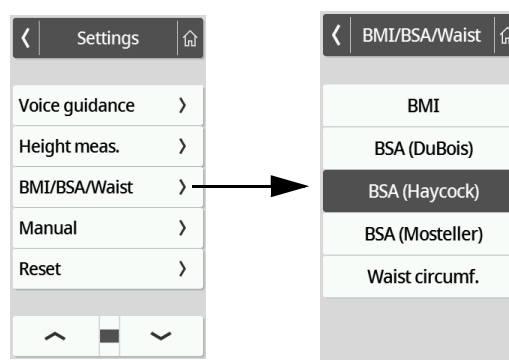 Settings
Voice guidance
Height meas.
BMI/BSA/Waist
Manual
Reset
BMI/BSA/Waist
BMI
BSA (DuBois)
BSA (Haycock)
BSA (Mosteller)
Waist circumf.